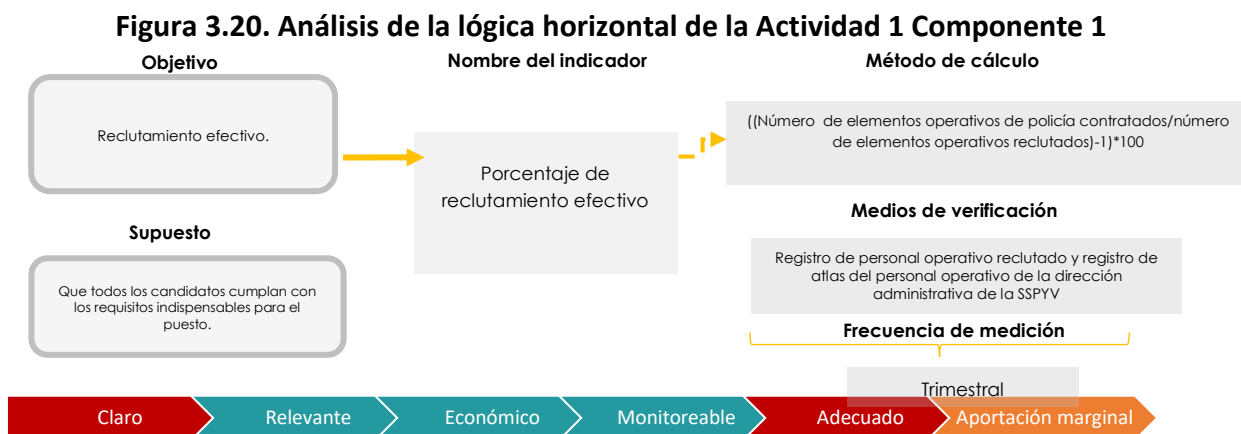 Figura 3.20. Análisis de la lógica horizontal de la Actividad 1 Componente 1
Objetivo
Reclutamiento efectivo.
Supuesto
Que todos los candidatos cumplan con
los requisitos indispensables para el
puesto.
Nombre del indicador
Porcentaje de
reclutamiento efectivo
Método de cálculo
((Número de elementos operativos de policía contratados/número
de elementos operativos reclutados)-1)*100
Medios de verificación
Registro de personal operativo reclutado y registro de
atlas del personal operativo de la dirección
administrativa de la SSPYV
Frecuencia de medición
Trimestral
Claro
Relevante
Económico
Monitoreable
Adecuado
Aportación marginal